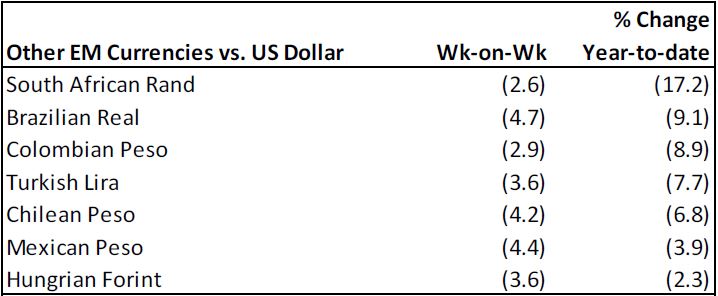 % Change
Other EM Currencies vs. US Dollar Wk-on-Wk Year-to-date
South African Rand (2.6) (17.2)
Brazilian Real (4.7) (9.1)
Colombian Peso (2.9) (8.9)
Turkish Lira (3.6) (7.7)
Chilean Peso (4.2) (6.8)
Mexican Peso (4.4) (3.9)
Hungrian Forint (3.6) (2.3)